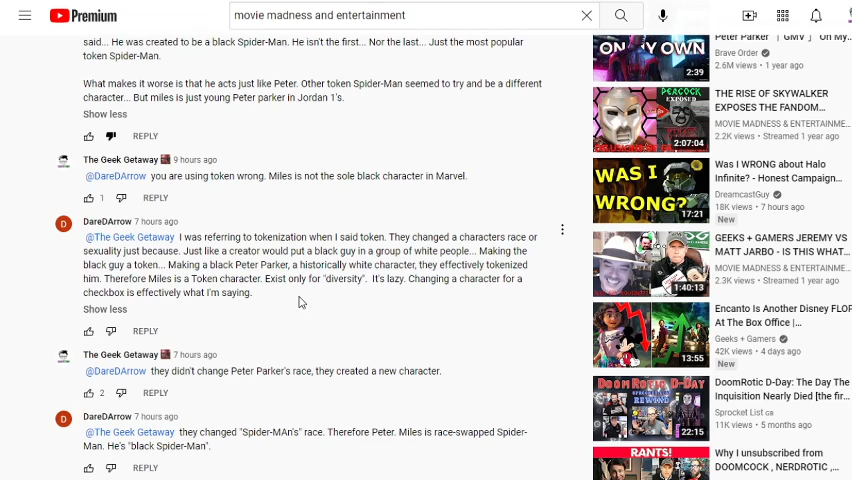 YouTube Premium
movie madness and entertainment
said... He was created to be a black Spider-Man. He isn't the first... Nor the last... Just the most popular
token Spider-Man.
What makes it worse is that he acts just like Peter. Other token Spider-Man seemed to try and be a different
character... But miles is just young Peter parker in Jordan 1's.
Show less
REPLY
The Geek Getaway 9 hours ago
@DareDArrow you are using token wrong. Miles is not the sole black character in Marvel.
1 REPLY
D
DareDArrow 7 hours ago
@The Geek Getaway I was referring to tokenization when I said token. They changed a characters race or
sexuality just because. Just like a creator would put a black guy in a group of white people... Making the
black guy a token... Making a black Peter Parker, a historically white character, they effectively tokenized
him. Therefore Miles is a Token character. Exist only for "diversity". It's lazy. Changing a character for a
checkbox is effectively what I'm saying.
Show less
REPLY
The Geek Getaway 7 hours ago
@DareDArrow they didn't change Peter Parker's race, they created a new character.
2 REPLY
D
DareDArrow 7 hours ago
@The Geek Getaway they changed "Spider-MAn's" race. Therefore Peter. Miles is race-swapped Spider-
Man. He's "black Spider-Man".
REPLY
ON MY OWN
2:39
Peter Parker 「 GMV 」 On My...
Brave Order
2.6M views • 1 year ago
PEACOCK
EXPOSED
2:07:04
THE RISE OF SKYWALKER
EXPOSES THE FANDOM...
MOVIE MADNESS & ENTERTAINME...
2.2K views • Streamed 1 year ago
WAS I
WRONG?
17:21
Was I WRONG about Halo
Infinite? - Honest Campaign...
DreamcastGuy
18K views • 7 hours ago
New
1:40:13
GEEKS + GAMERS JEREMY VS
MATT JARBO - IS THIS WHAT...
MOVIE MADNESS & ENTERTAINME...
2.3K views • Streamed 1 year ago
13:55
Encanto Is Another Disney FLOP
At The Box Office |...
Geeks + Gamers
42K views • 4 days ago
New
DOOMROTIC D-DAY
REWIND
22:15
DoomRotic D-Day: The Day The
Inquisition Nearly Died [the fir...
Sprocket List GB
11K views • 5 months ago
RANTS!
Why I unsubscribed from
DOOMCOCK , NERDROTIC , &...